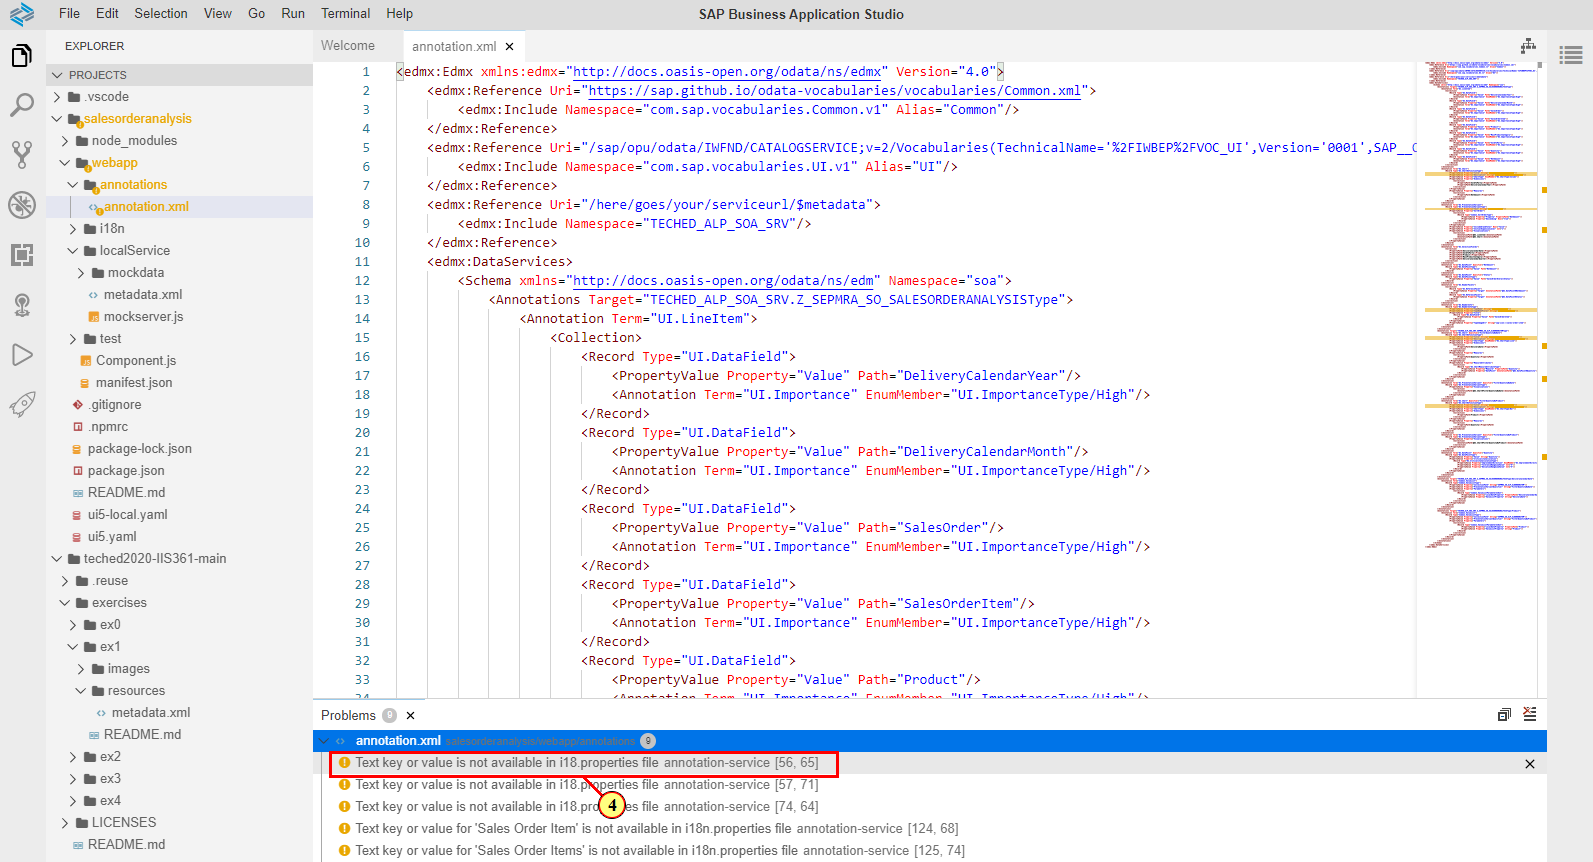 File Edit Selection View Go Run Terminal Help
SAP Business Application Studio
EXPLORER
PROJECTS
.vscode
salesorderanalysis
node_modules
webapp
annotations
annotation.xml
i18n
localService
mockdata
metadata.xml
mockserver.js
test
Component.js
manifest.json
.gitignore
.npmrc
package-lock.json
package.json
README.md
ui5-local.yaml
ui5.yaml
teched2020-IIS361-main
.reuse
exercises
ex0
ex1
images
resources
metadata.xml
README.md
ex2
ex3
ex4
LICENSES
README.md
Welcome
annotation.xml
1 <edmx:Edmx xmlns:edmx="http://docs.oasis-open.org/odata/ns/edmx" Version="4.0">
2 <edmx:Reference Uri="https://sap.github.io/odata-vocabularies/vocabularies/Common.xml">
3 <edmx:Include Namespace="com.sap.vocabularies.Common.v1" Alias="Common"/>
4 </edmx:Reference>
5 <edmx:Reference Uri="/sap/opu/odata/IWFND/CATALOGSERVICE;v=2/Vocabularies(TechnicalName='%2FIWBEP%2FVOC_UI',Version='0001',SAP__O
6 <edmx:Include Namespace="com.sap.vocabularies.UI.v1" Alias="UI"/>
7 </edmx:Reference>
8 <edmx:Reference Uri="/here/goes/your/serviceurl/$metadata">
9 <edmx:Include Namespace="TECHED_ALP_SOA_SRV"/>
10 </edmx:Reference>
11 <edmx:DataServices>
12 <Schema xmlns="http://docs.oasis-open.org/odata/ns/edm" Namespace="soa">
13 <Annotations Target="TECHED_ALP_SOA_SRV.Z_SEPMRA_SO_SALESORDERANALYSISType">
14 <Annotation Term="UI.LineItem">
15 <Collection>
16 <Record Type="UI.DataField">
17 <PropertyValue Property="Value" Path="DeliveryCalendarYear"/>
18 <Annotation Term="UI.Importance" EnumMember="UI.ImportanceType/High"/>
19 </Record>
20 <Record Type="UI.DataField">
21 <PropertyValue Property="Value" Path="DeliveryCalendarMonth"/>
22 <Annotation Term="UI.Importance" EnumMember="UI.ImportanceType/High"/>
23 </Record>
24 <Record Type="UI.DataField">
25 <PropertyValue Property="Value" Path="SalesOrder"/>
26 <Annotation Term="UI.Importance" EnumMember="UI.ImportanceType/High"/>
27 </Record>
28 <Record Type="UI.DataField">
29 <PropertyValue Property="Value" Path="SalesOrderItem"/>
30 <Annotation Term="UI.Importance" EnumMember="UI.ImportanceType/High"/>
31 </Record>
32 <Record Type="UI.DataField">
33 <PropertyValue Property="Value" Path="Product"/>
34 <Annotation Term="UI.Importance" EnumMember="UI.ImportanceType/High"/>
Problems 9
annotation.xml salesorderanalysis/webapp/annotations 9
Text key or value is not available in i18.properties file annotation-service [56, 65]
Text key or value is not available in i18.properties file annotation-service [57, 71]
Text key or value is not available in i18.properties file annotation-service [74, 64]
4
Text key or value for 'Sales Order Item' is not available in i18n.properties file annotation-service [124, 68]
Text key or value for 'Sales Order Items' is not available in i18n.properties file annotation-service [125, 74]